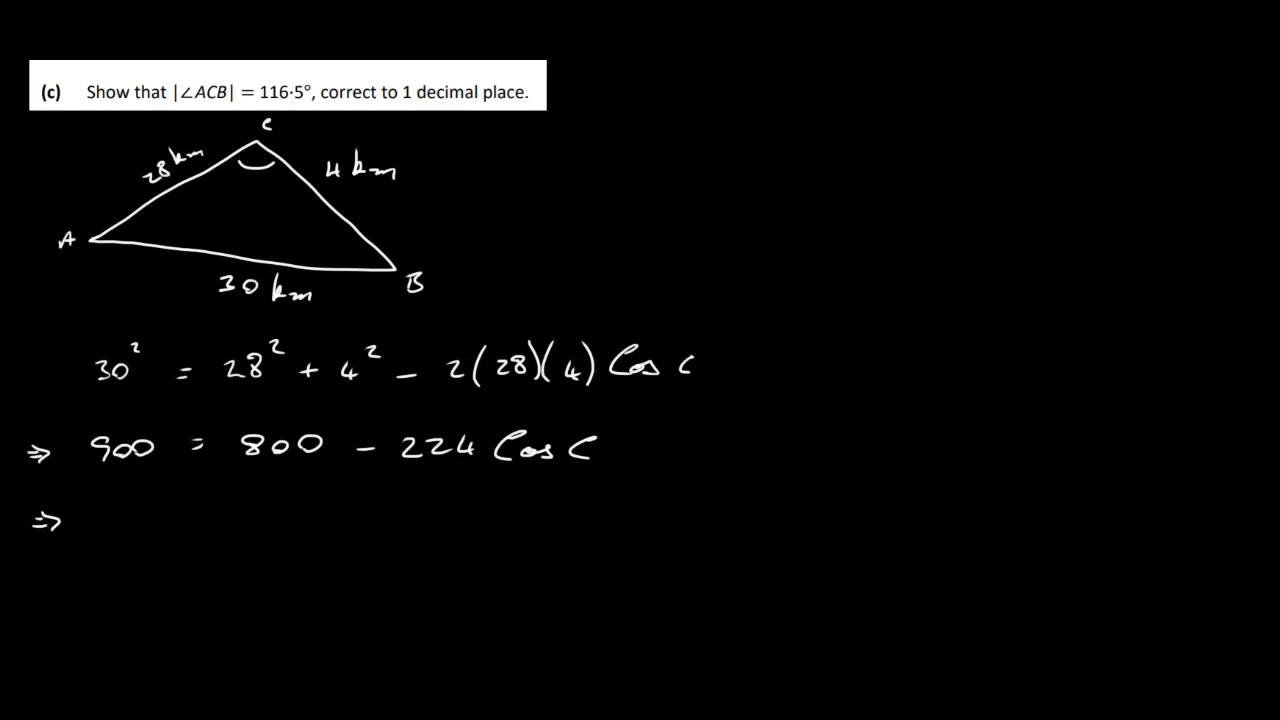 (c) Show that |∠ACB| = 116·5°, correct to 1 decimal place.
C
28 km
4 km
A
30 km
B
30² = 28² + 4² - 2(28)(4) Cos C
⇒ 900 = 800 - 224 Cos C
⇒